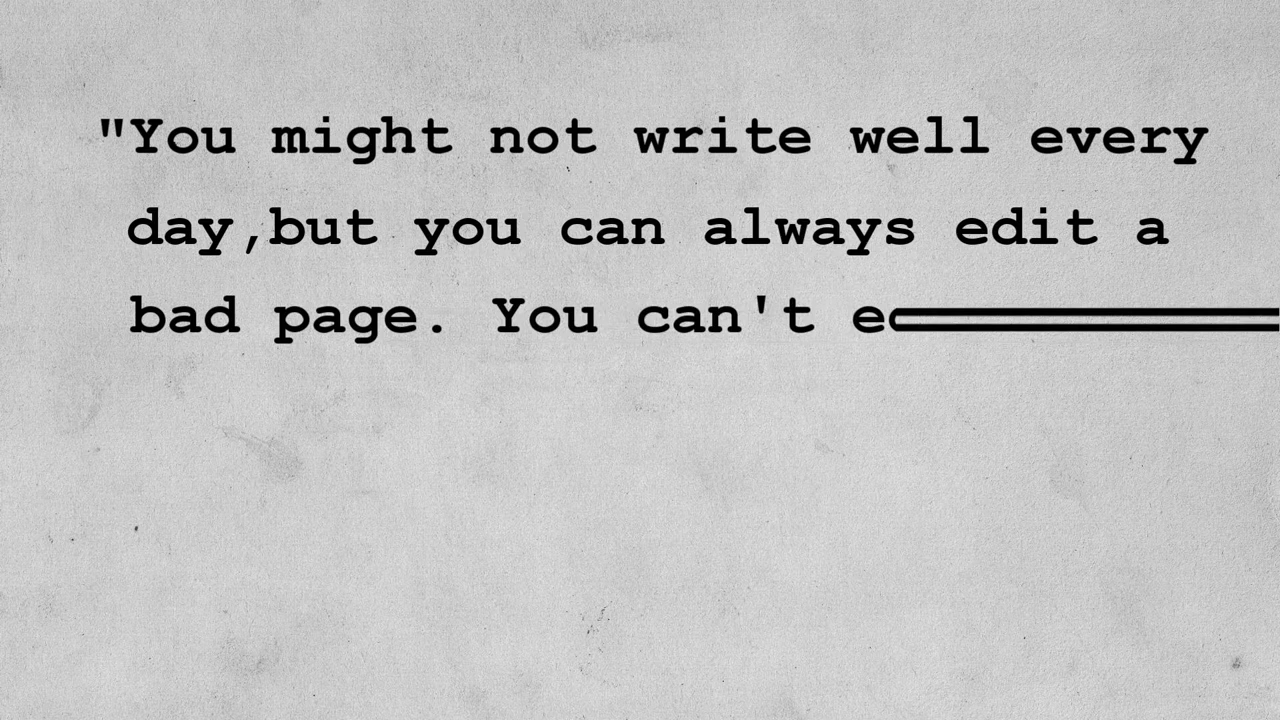 "You might not write well every
day,but you can always edit a
bad page. You can't e